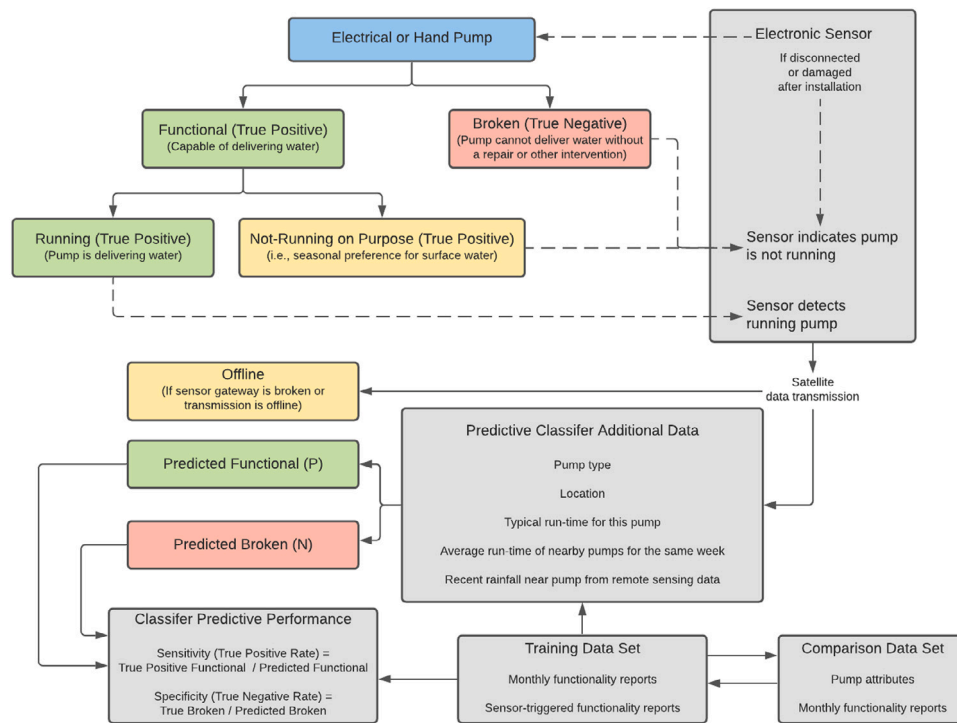 Electrical or Hand Pump
Electronic Sensor
If disconnected
or damaged
after installation
Functional (True Positive)
(Capable of delivering water)
Broken (True Negative)
(Pump cannot deliver water without
a repair or other intervention)
Running (True Positive)
(Pump is delivering water)
Not-Running on Purpose (True Positive)
(i.e., seasonal preference for surface water)
Sensor indicates pump
is not running
Sensor detects
running pump
Offline
(If sensor gateway is broken or
transmission is offline)
Satellite
data transmission
Predictive Classifer Additional Data
Pump type
Location
Typical run-time for this pump
Average run-time of nearby pumps for the same week
Recent rainfall near pump from remote sensing data
Predicted Functional (P)
Predicted Broken (N)
Classifer Predictive Performance
Sensitivity (True Positive Rate) =
True Positive Functional / Predicted Functional
Specificity (True Negative Rate) =
True Broken / Predicted Broken
Training Data Set
Monthly functionality reports
Sensor-triggered functionality reports
Comparison Data Set
Pump attributes
Monthly functionality reports